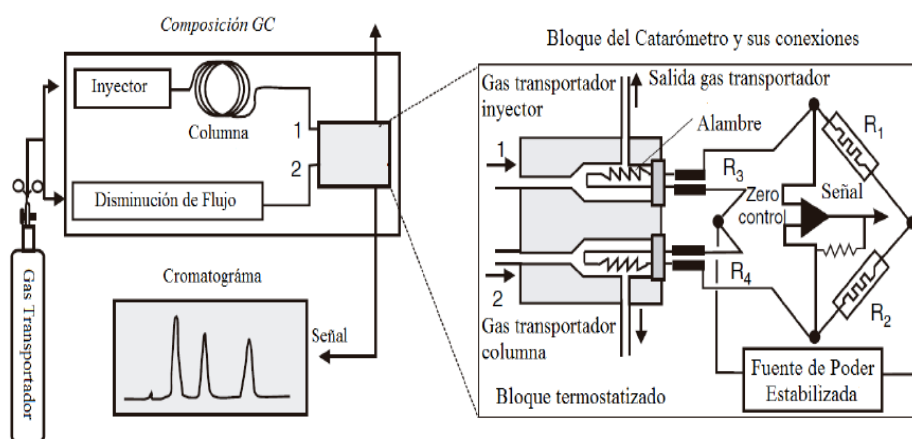 Composición GC
Inyector
Columna
1
2
Disminución de Flujo
Gas Transportador
Cromatográma
Señal
Bloque del Catarómetro y sus conexiones
Gas transportador
inyector
Salida gas transportador
Alambre
1
R1
R3
Zero
control
Señal
2
R4
R2
Gas transportador
columna
Bloque termostatizado
Fuente de Poder
Estabilizada